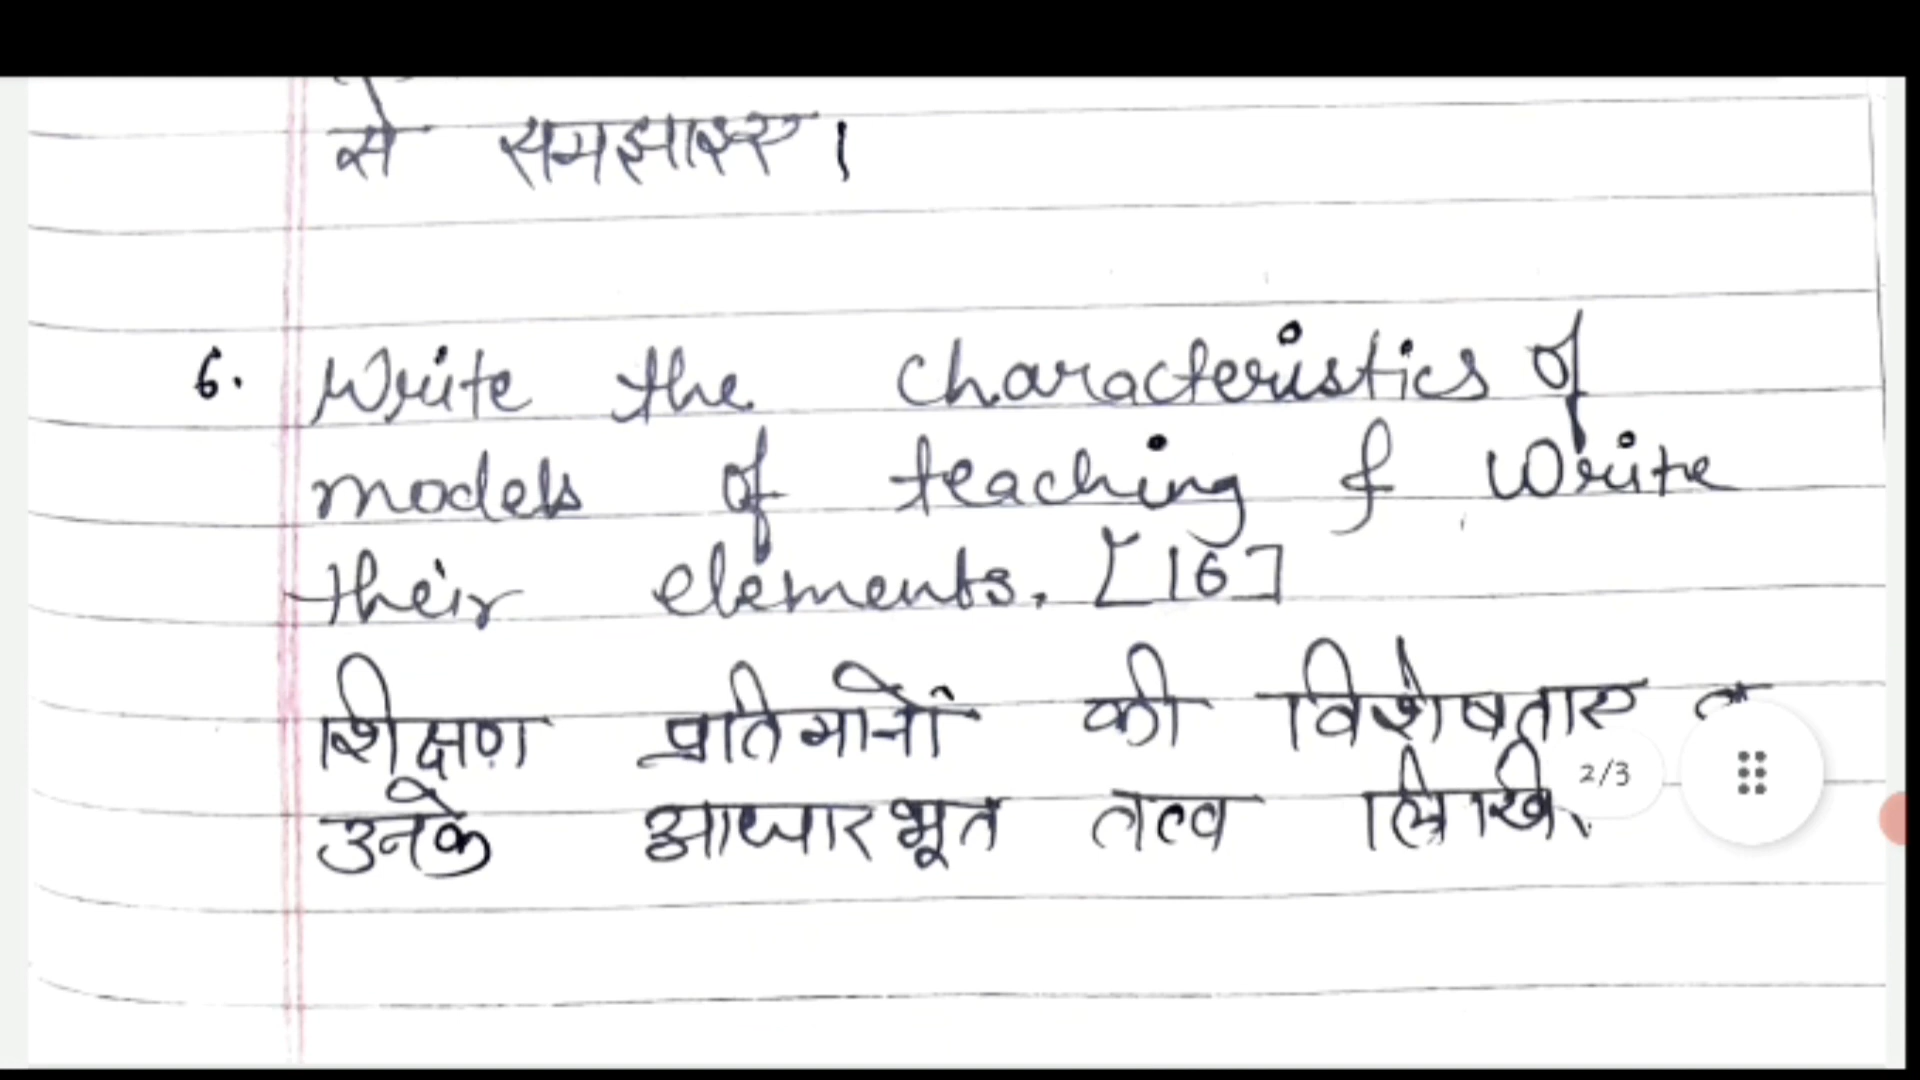 से समझाइए।
6. Write the characteristics of
models of teaching & write
their elements. [16]
शिक्षण प्रतिमानों की विशेषताए
उनके आधारभूत तत्व
2/3